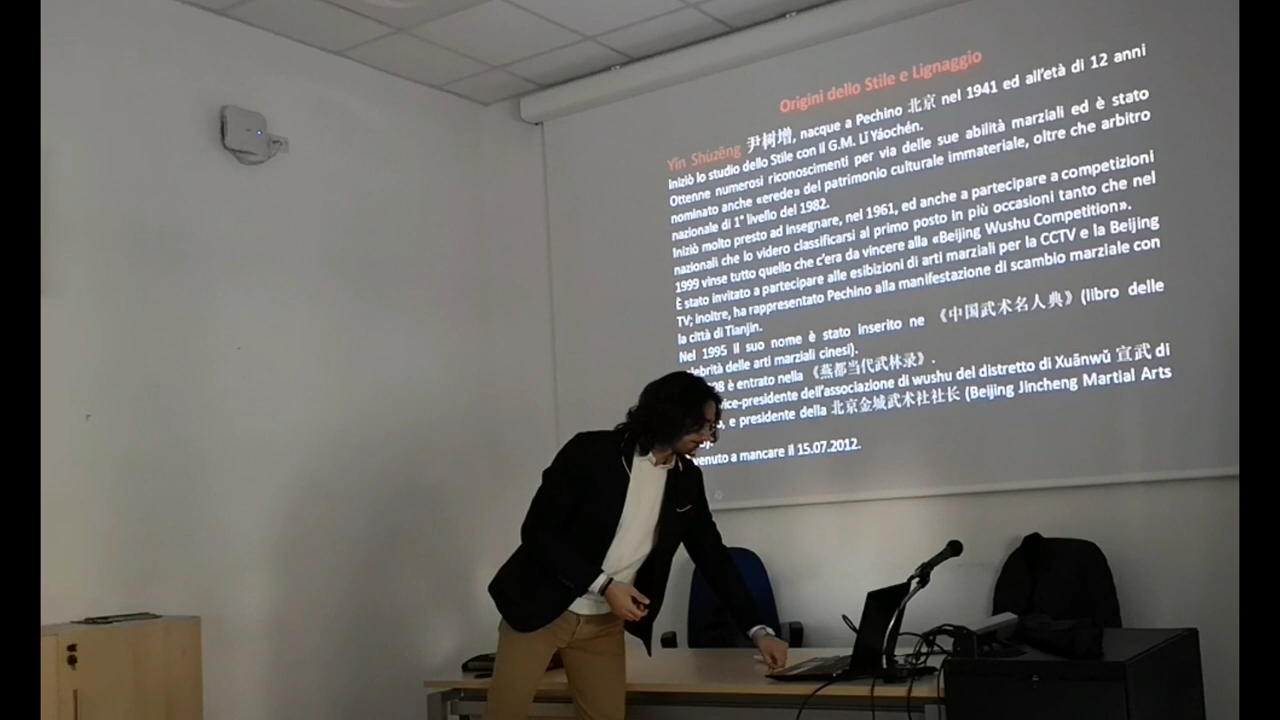 Origini dello Stile e Lignaggio
Yǐn Shùzēng 尹树增, nacque a Pechino 北京 nel 1941 ed all'età di 12 anni
iniziò lo studio dello Stile con il G.M. Lǐ Yáochén.
Ottenne numerosi riconoscimenti per via delle sue abilità marziali ed è stato
nominato anche «erede» del patrimonio culturale immateriale, oltre che arbitro
nazionale di 1° livello del 1982.
Iniziò molto presto ad insegnare, nel 1961, ed anche a partecipare a competizioni
nazionali che lo videro classificarsi al primo posto in più occasioni tanto che nel
1999 vinse tutto quello che c'era da vincere alla «Beijing Wushu Competition».
È stato invitato a partecipare alle esibizioni di arti marziali per la CCTV e la Beijing
TV; inoltre, ha rappresentato Pechino alla manifestazione di scambio marziale con
la città di Tianjin.
Nel 1995 il suo nome è stato inserito ne 《中国武术名人典》 (libro delle
celebrità delle arti marziali cinesi).
è entrato nella 《燕都当代武林录》.
vice-presidente dell'associazione di wushu del distretto di Xuānwǔ 宣武 di
, e presidente della 北京金城武术社社长 (Beijing Jincheng Martial Arts
venuto a mancare il 15.07.2012.